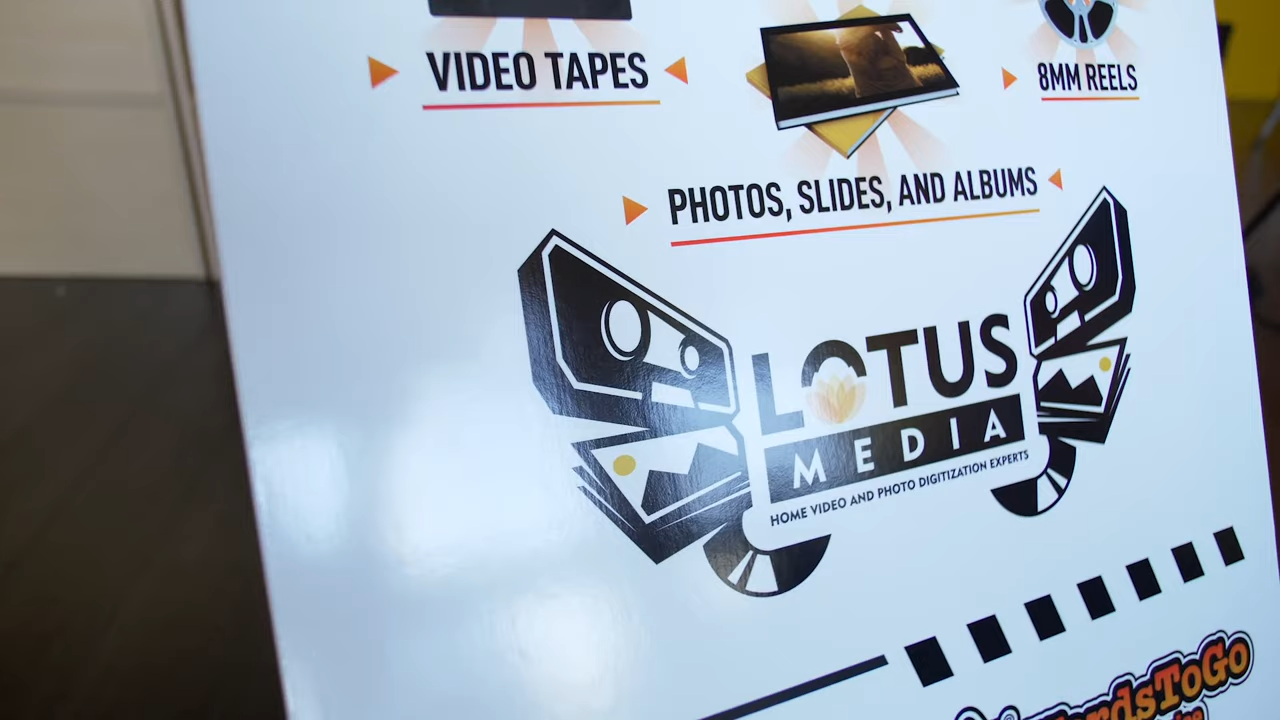 VIDEO TAPES
8MM REELS
PHOTOS, SLIDES, AND ALBUMS
LOTUS
MEDIA
HOME VIDEO AND PHOTO DIGITIZATION EXPERTS